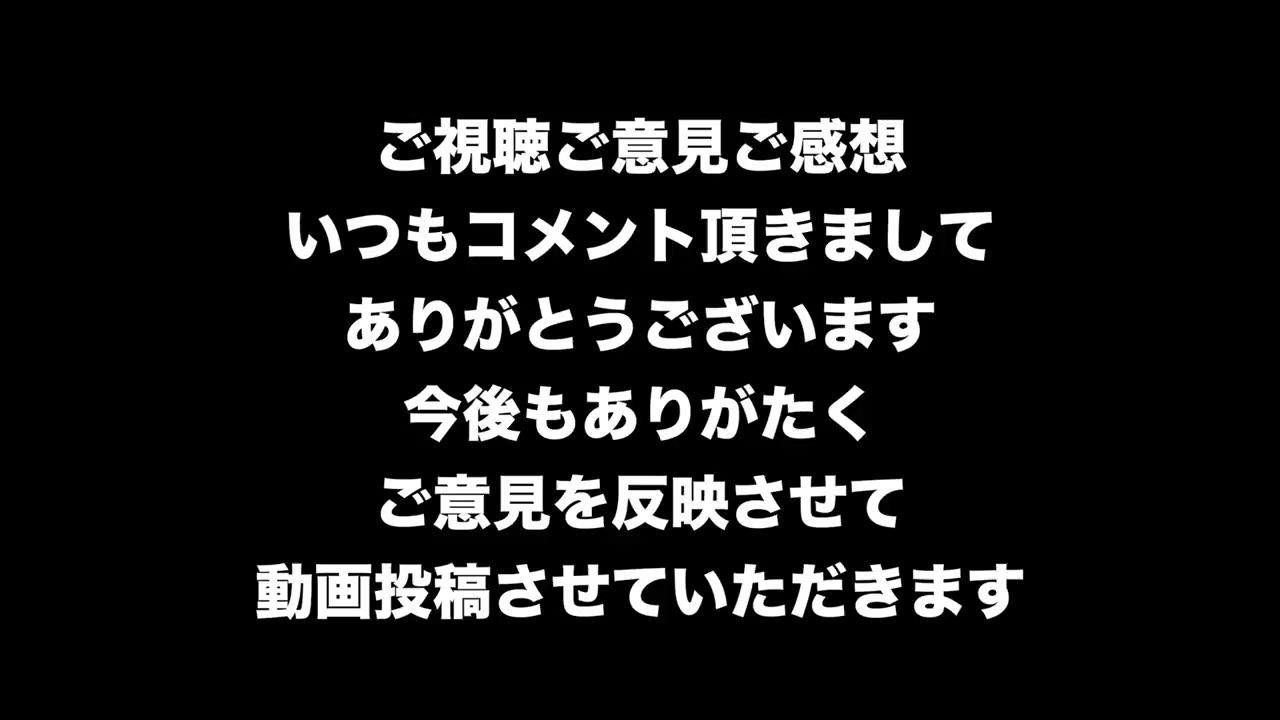 ご視聴ご意見ご感想
いつもコメント頂きまして
ありがとうございます
今後もありがたく
ご意見を反映させて
動画投稿させていただきます